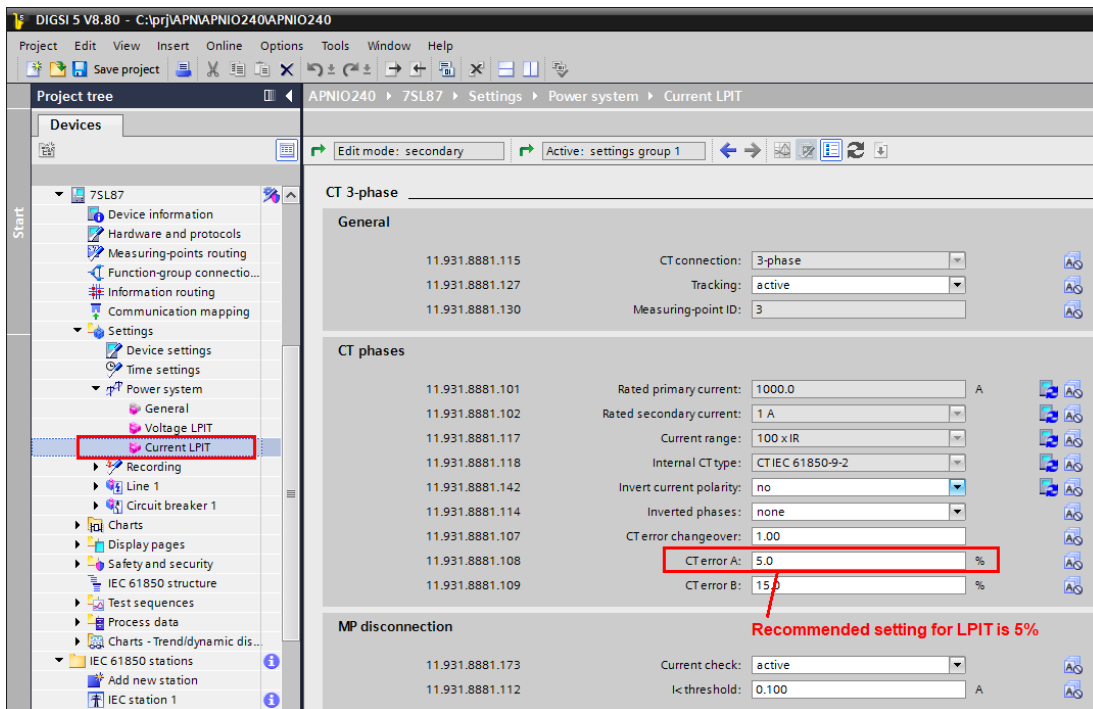 DIGSI 5 V8.80 - C:\prj\APN\APNIO240\APNIO240
Project Edit View Insert Online Options Tools Window Help
Save project
Project tree
APNIO240 ▸ 7SL87 ▸ Settings ▸ Power system ▸ Current LPIT
Devices
Edit mode: secondary
Active: settings group 1
Start
7SL87
Device information
Hardware and protocols
Measuring-points routing
Function-group connectio...
Information routing
Communication mapping
Settings
Device settings
Time settings
Power system
General
Voltage LPIT
Current LPIT
Recording
Line 1
Circuit breaker 1
Charts
Display pages
Safety and security
IEC 61850 structure
Test sequences
Process data
Charts - Trend/dynamic dis...
IEC 61850 stations
Add new station
IEC station 1
CT 3-phase
General
11.931.8881.115 CT connection: 3-phase
11.931.8881.127 Tracking: active
11.931.8881.130 Measuring-point ID: 3
CT phases
11.931.8881.101 Rated primary current: 1000.0 A
11.931.8881.102 Rated secondary current: 1 A
11.931.8881.117 Current range: 100 x IR
11.931.8881.118 Internal CT type: CT IEC 61850-9-2
11.931.8881.142 Invert current polarity: no
11.931.8881.114 Inverted phases: none
11.931.8881.107 CT error changeover: 1.00
11.931.8881.108 CT error A: 5.0 %
11.931.8881.109 CT error B: 15.0 %
Recommended setting for LPIT is 5%
MP disconnection
11.931.8881.173 Current check: active
11.931.8881.112 I< threshold: 0.100 A